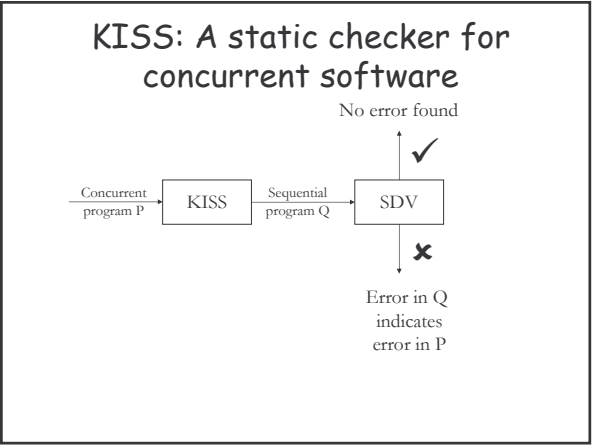 KISS: A static checker for
concurrent software
No error found
✓
Concurrent
program P
KISS
Sequential
program Q
SDV
✘
Error in Q
indicates
error in P